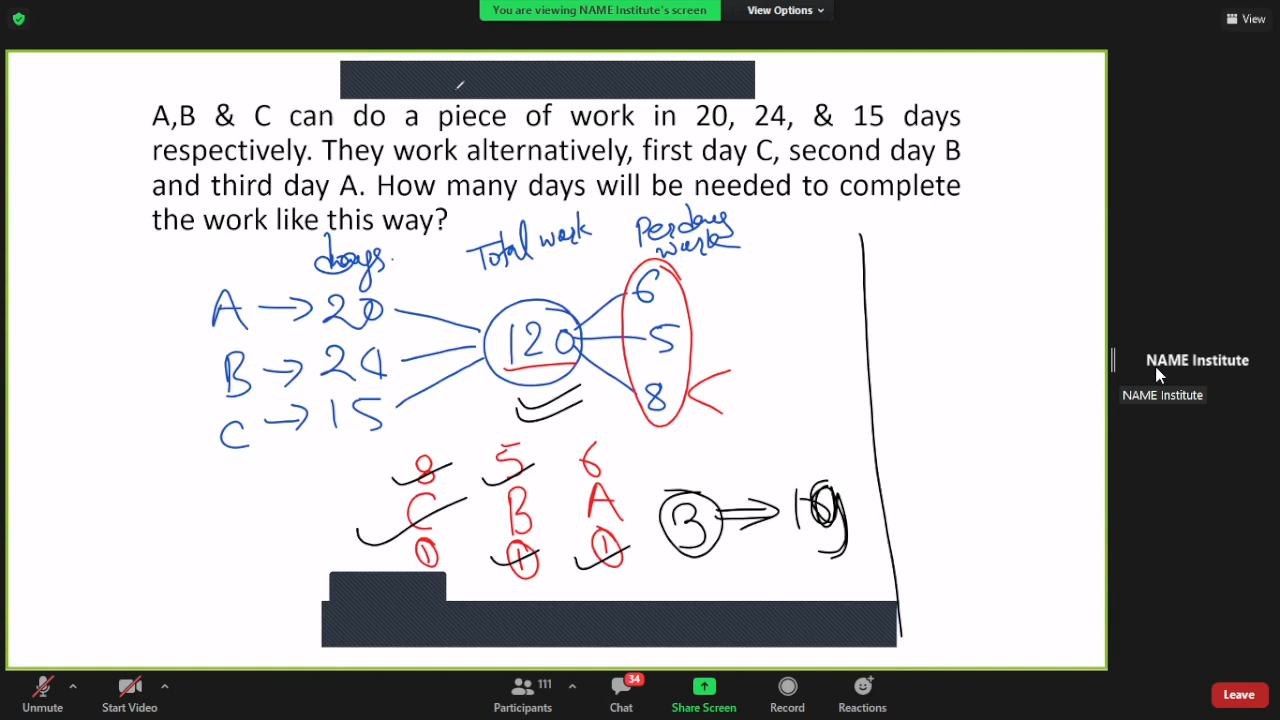 You are viewing NAME Institute's screen
View Options
View
A,B & C can do a piece of work in 20, 24, & 15 days
respectively. They work alternatively, first day C, second day B
and third day A. How many days will be needed to complete
the work like this way?
days. Total work Per day
work
A → 20
B → 24
C → 15
120
6
5
8
8 5 6
C B A
① ① ①
3 ⇒ 19
NAME Institute
NAME Institute
Unmute
Start Video
111
Participants
34
Chat
Share Screen
Record
Reactions
Leave